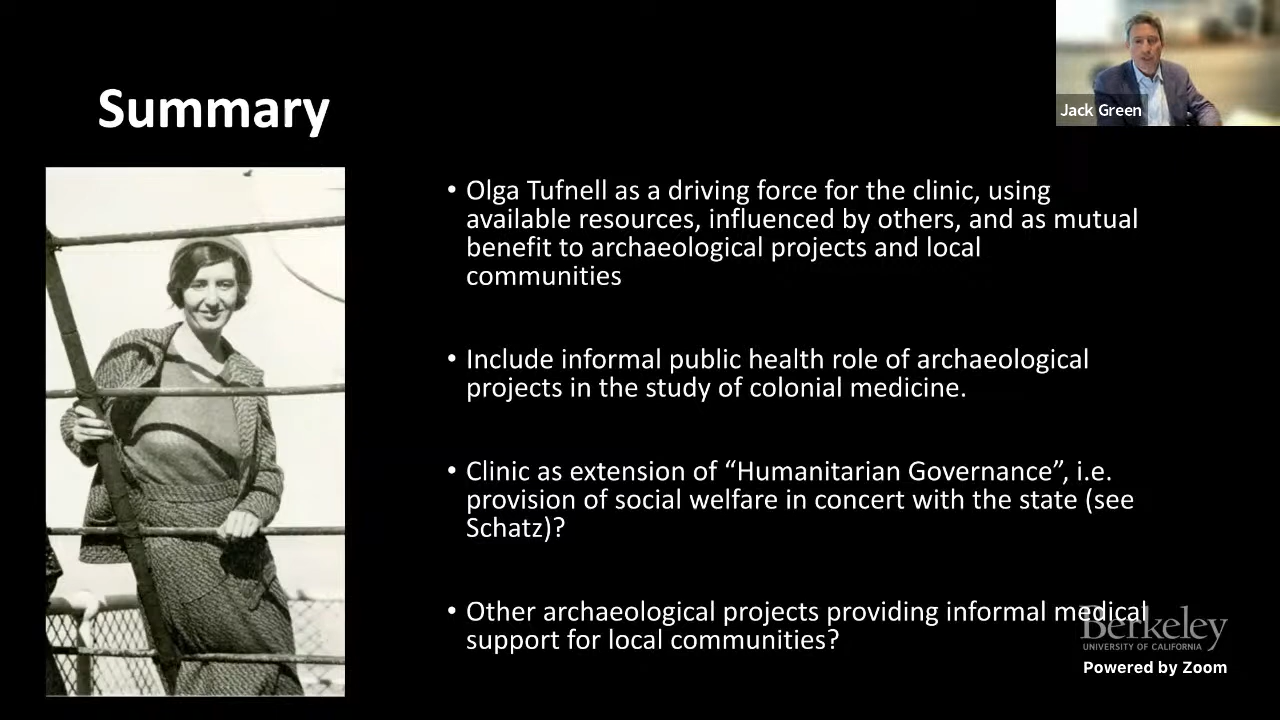 Summary
Jack Green
• Olga Tufnell as a driving force for the clinic, using
available resources, influenced by others, and as mutual
benefit to archaeological projects and local
communities
• Include informal public health role of archaeological
projects in the study of colonial medicine.
• Clinic as extension of “Humanitarian Governance”, i.e.
provision of social welfare in concert with the state (see
Schatz)?
• Other archaeological projects providing informal medical
support for local communities?
Berkeley
UNIVERSITY OF CALIFORNIA
Powered by Zoom